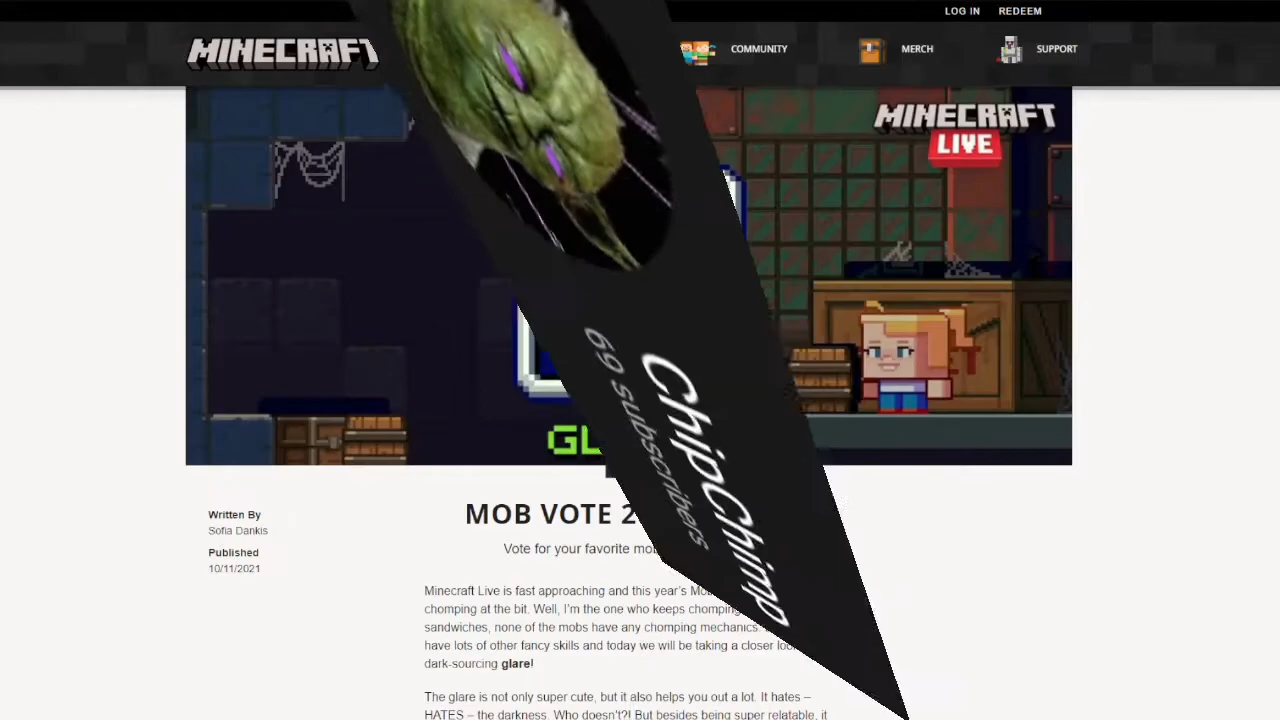 LOG IN REDEEM
MINECRAFT
COMMUNITY
MERCH
SUPPORT
MINECRAFT
LIVE
GL
ChipChimp
69 subscribers
MOB VOTE 2
Written By
Sofia Dankis
Published
10/11/2021
Vote for your favorite
Minecraft Live is fast approaching and this year's
chomping at the bit. Well, I'm the one who keeps chomping
sandwiches, none of the mobs have any chomping mechanics
have lots of other fancy skills and today we will be taking a closer
dark-sourcing glare!
The glare is not only super cute, but it also helps you out a lot. It hates –
HATES – the darkness. Who doesn't?! But besides being super relatable, it